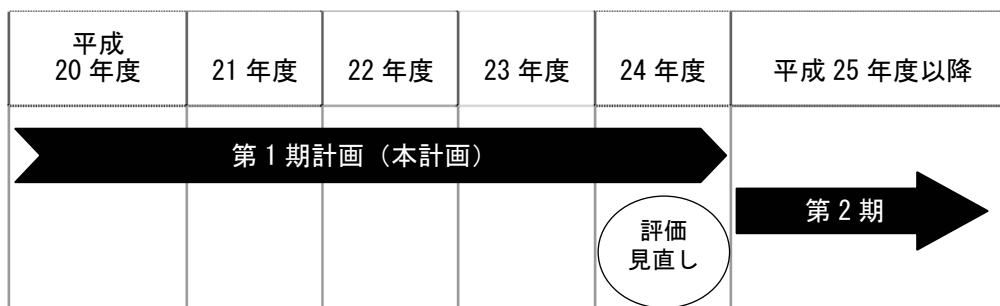 平成
20 年度
21 年度
22 年度
23 年度
24 年度
平成 25 年度以降
第 1 期計画（本計画）
第 2 期
評価
見直し